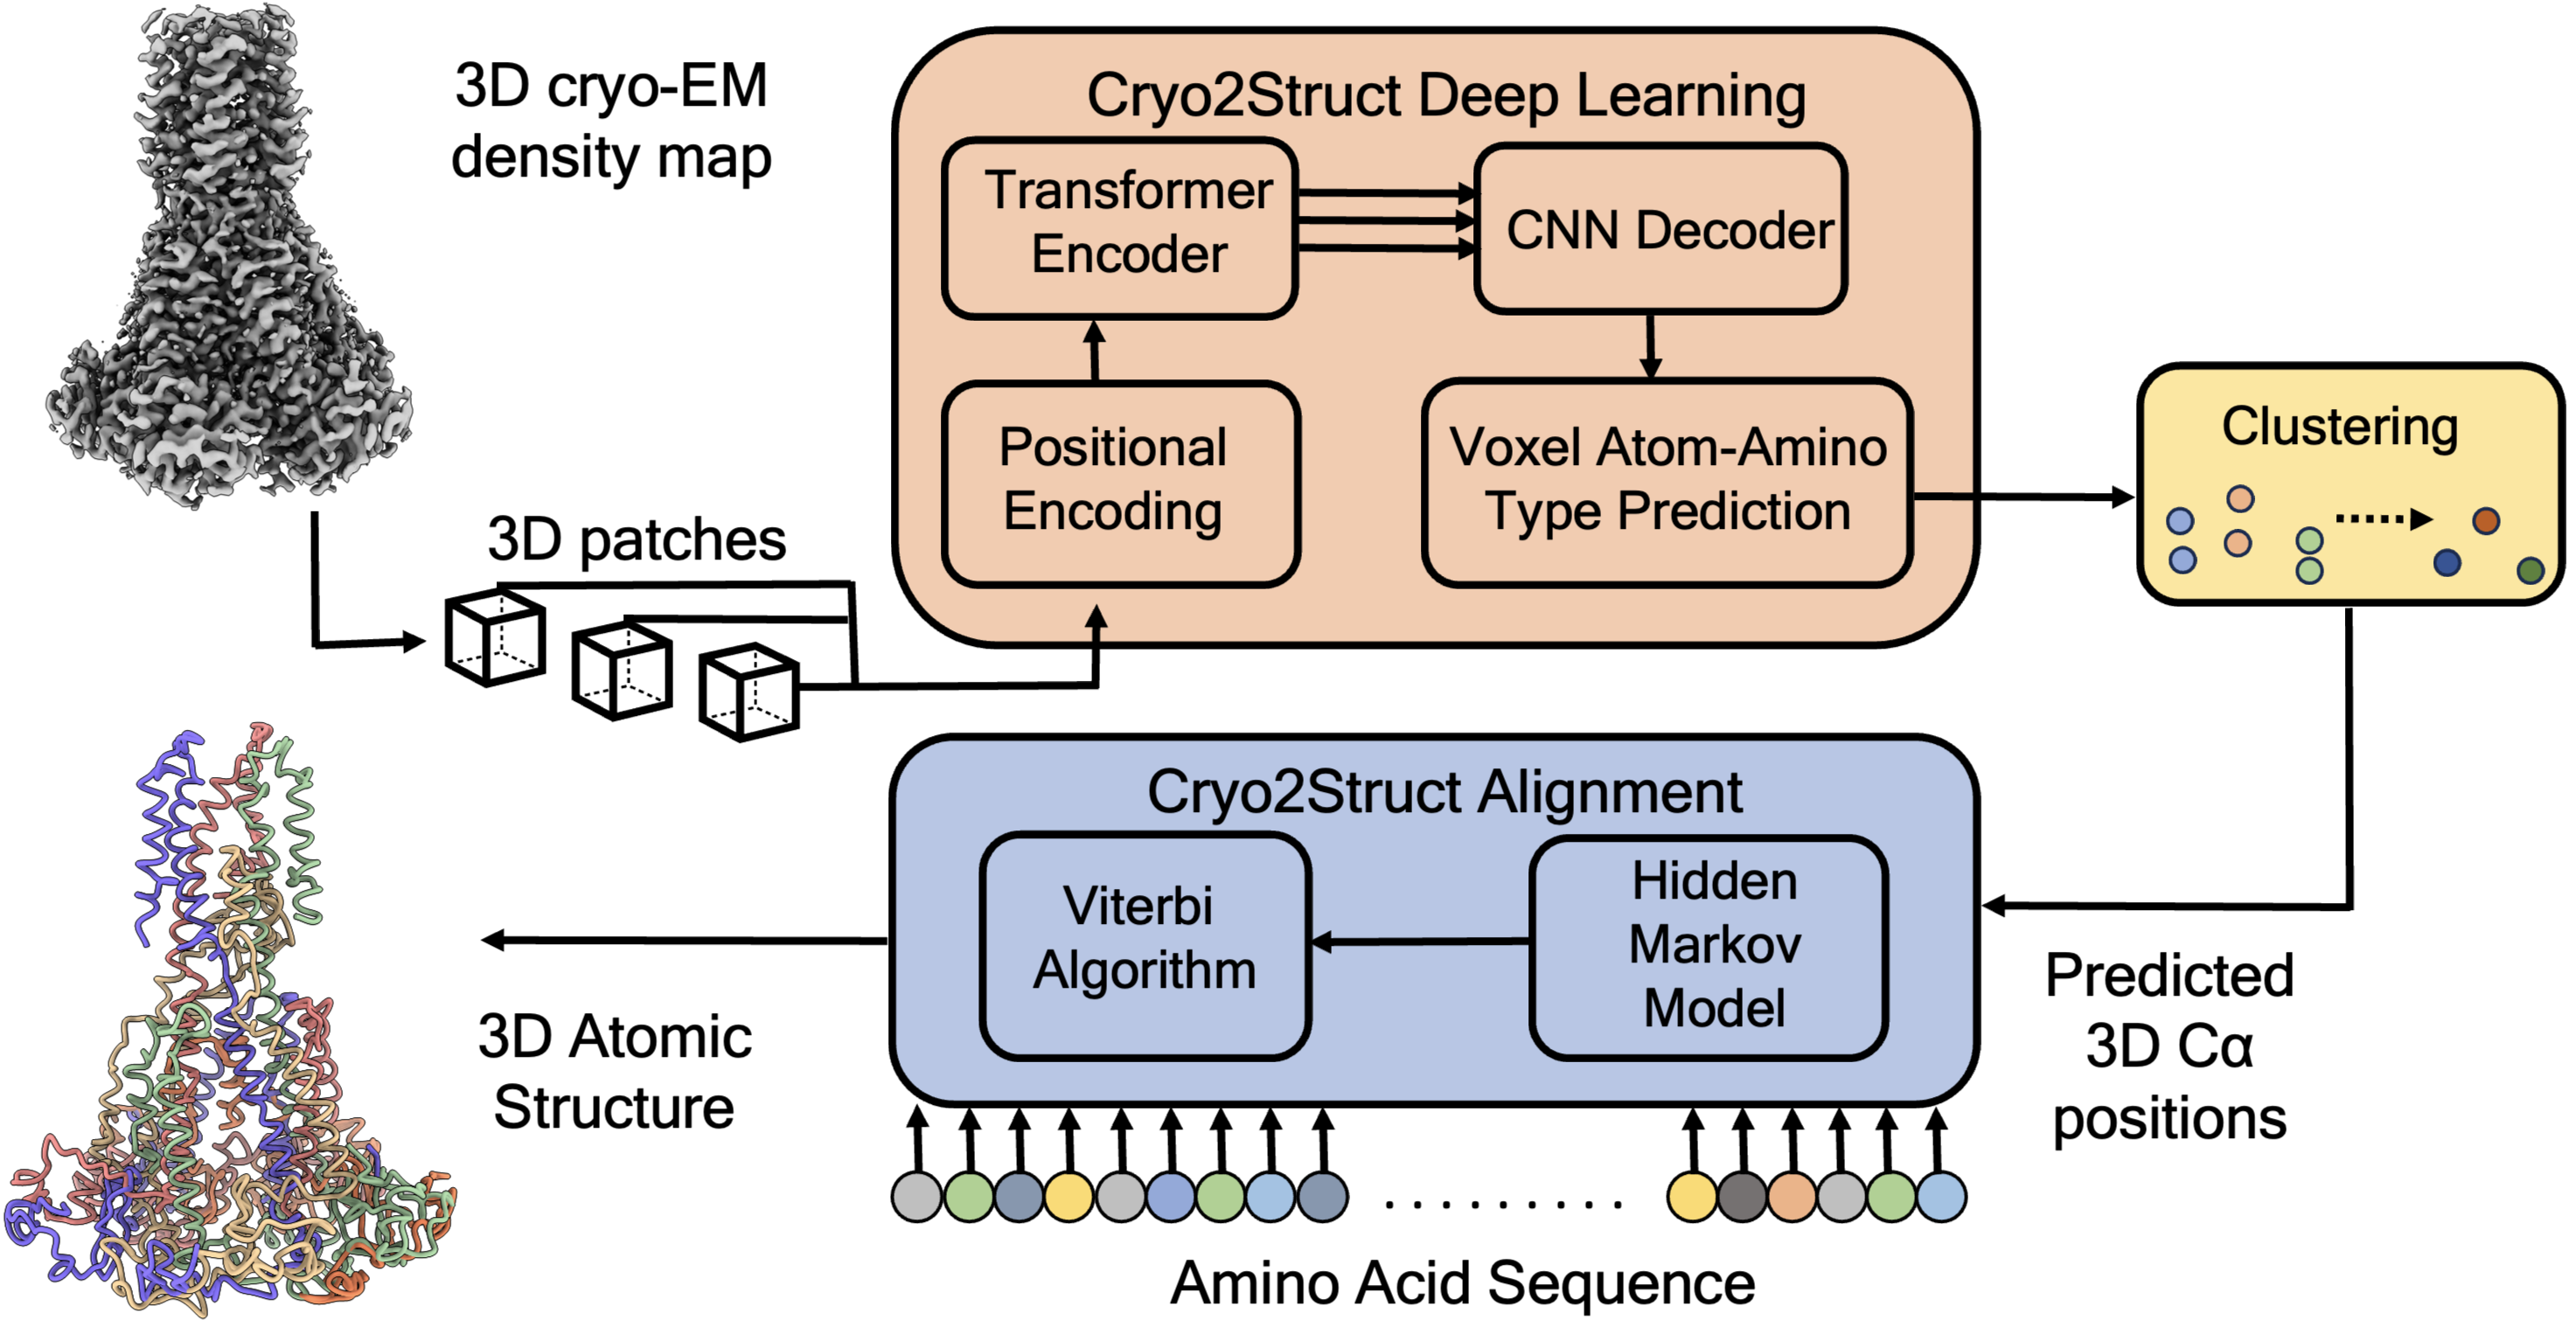 3D cryo-EM
density map
Cryo2Struct Deep Learning
Transformer
Encoder
CNN Decoder
Positional
Encoding
Voxel Atom-Amino
Type Prediction
Clustering
3D patches
Cryo2Struct Alignment
Viterbi
Algorithm
Hidden
Markov
Model
Predicted
3D Cα
positions
3D Atomic
Structure
.........
Amino Acid Sequence